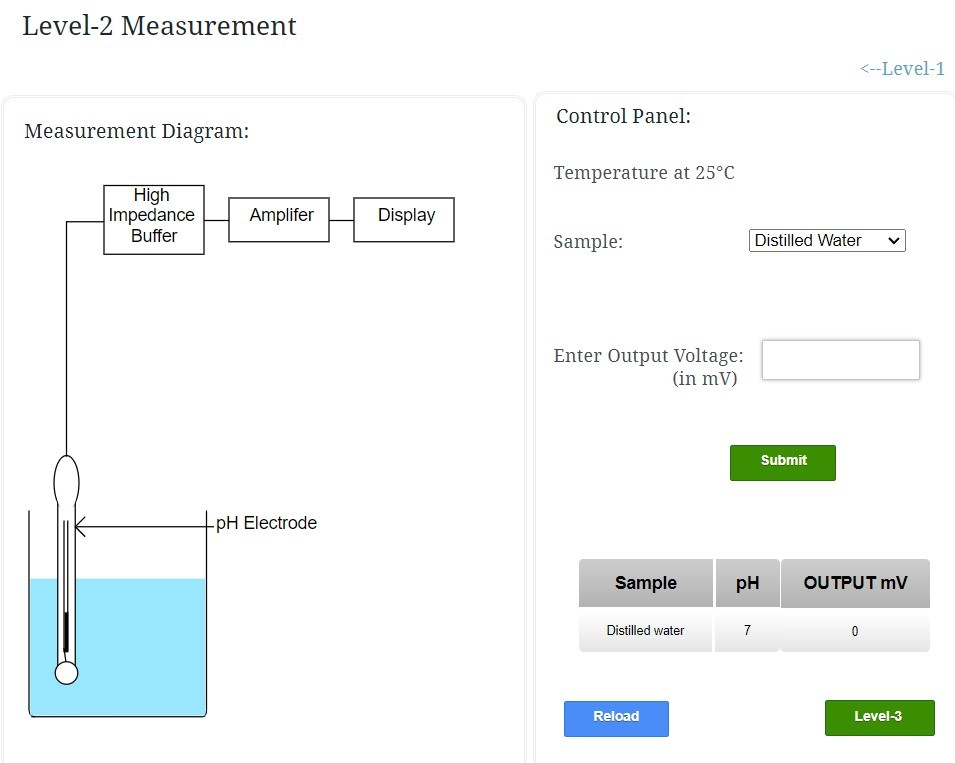 Level-2 Measurement
<--Level-1
Measurement Diagram:
High
Impedance
Buffer
Amplifer
Display
pH Electrode
Control Panel:
Temperature at 25°C
Sample:
Distilled Water
Enter Output Voltage:
(in mV)
Submit
Sample pH OUTPUT mV
Distilled water 7 0
Reload
Level-3